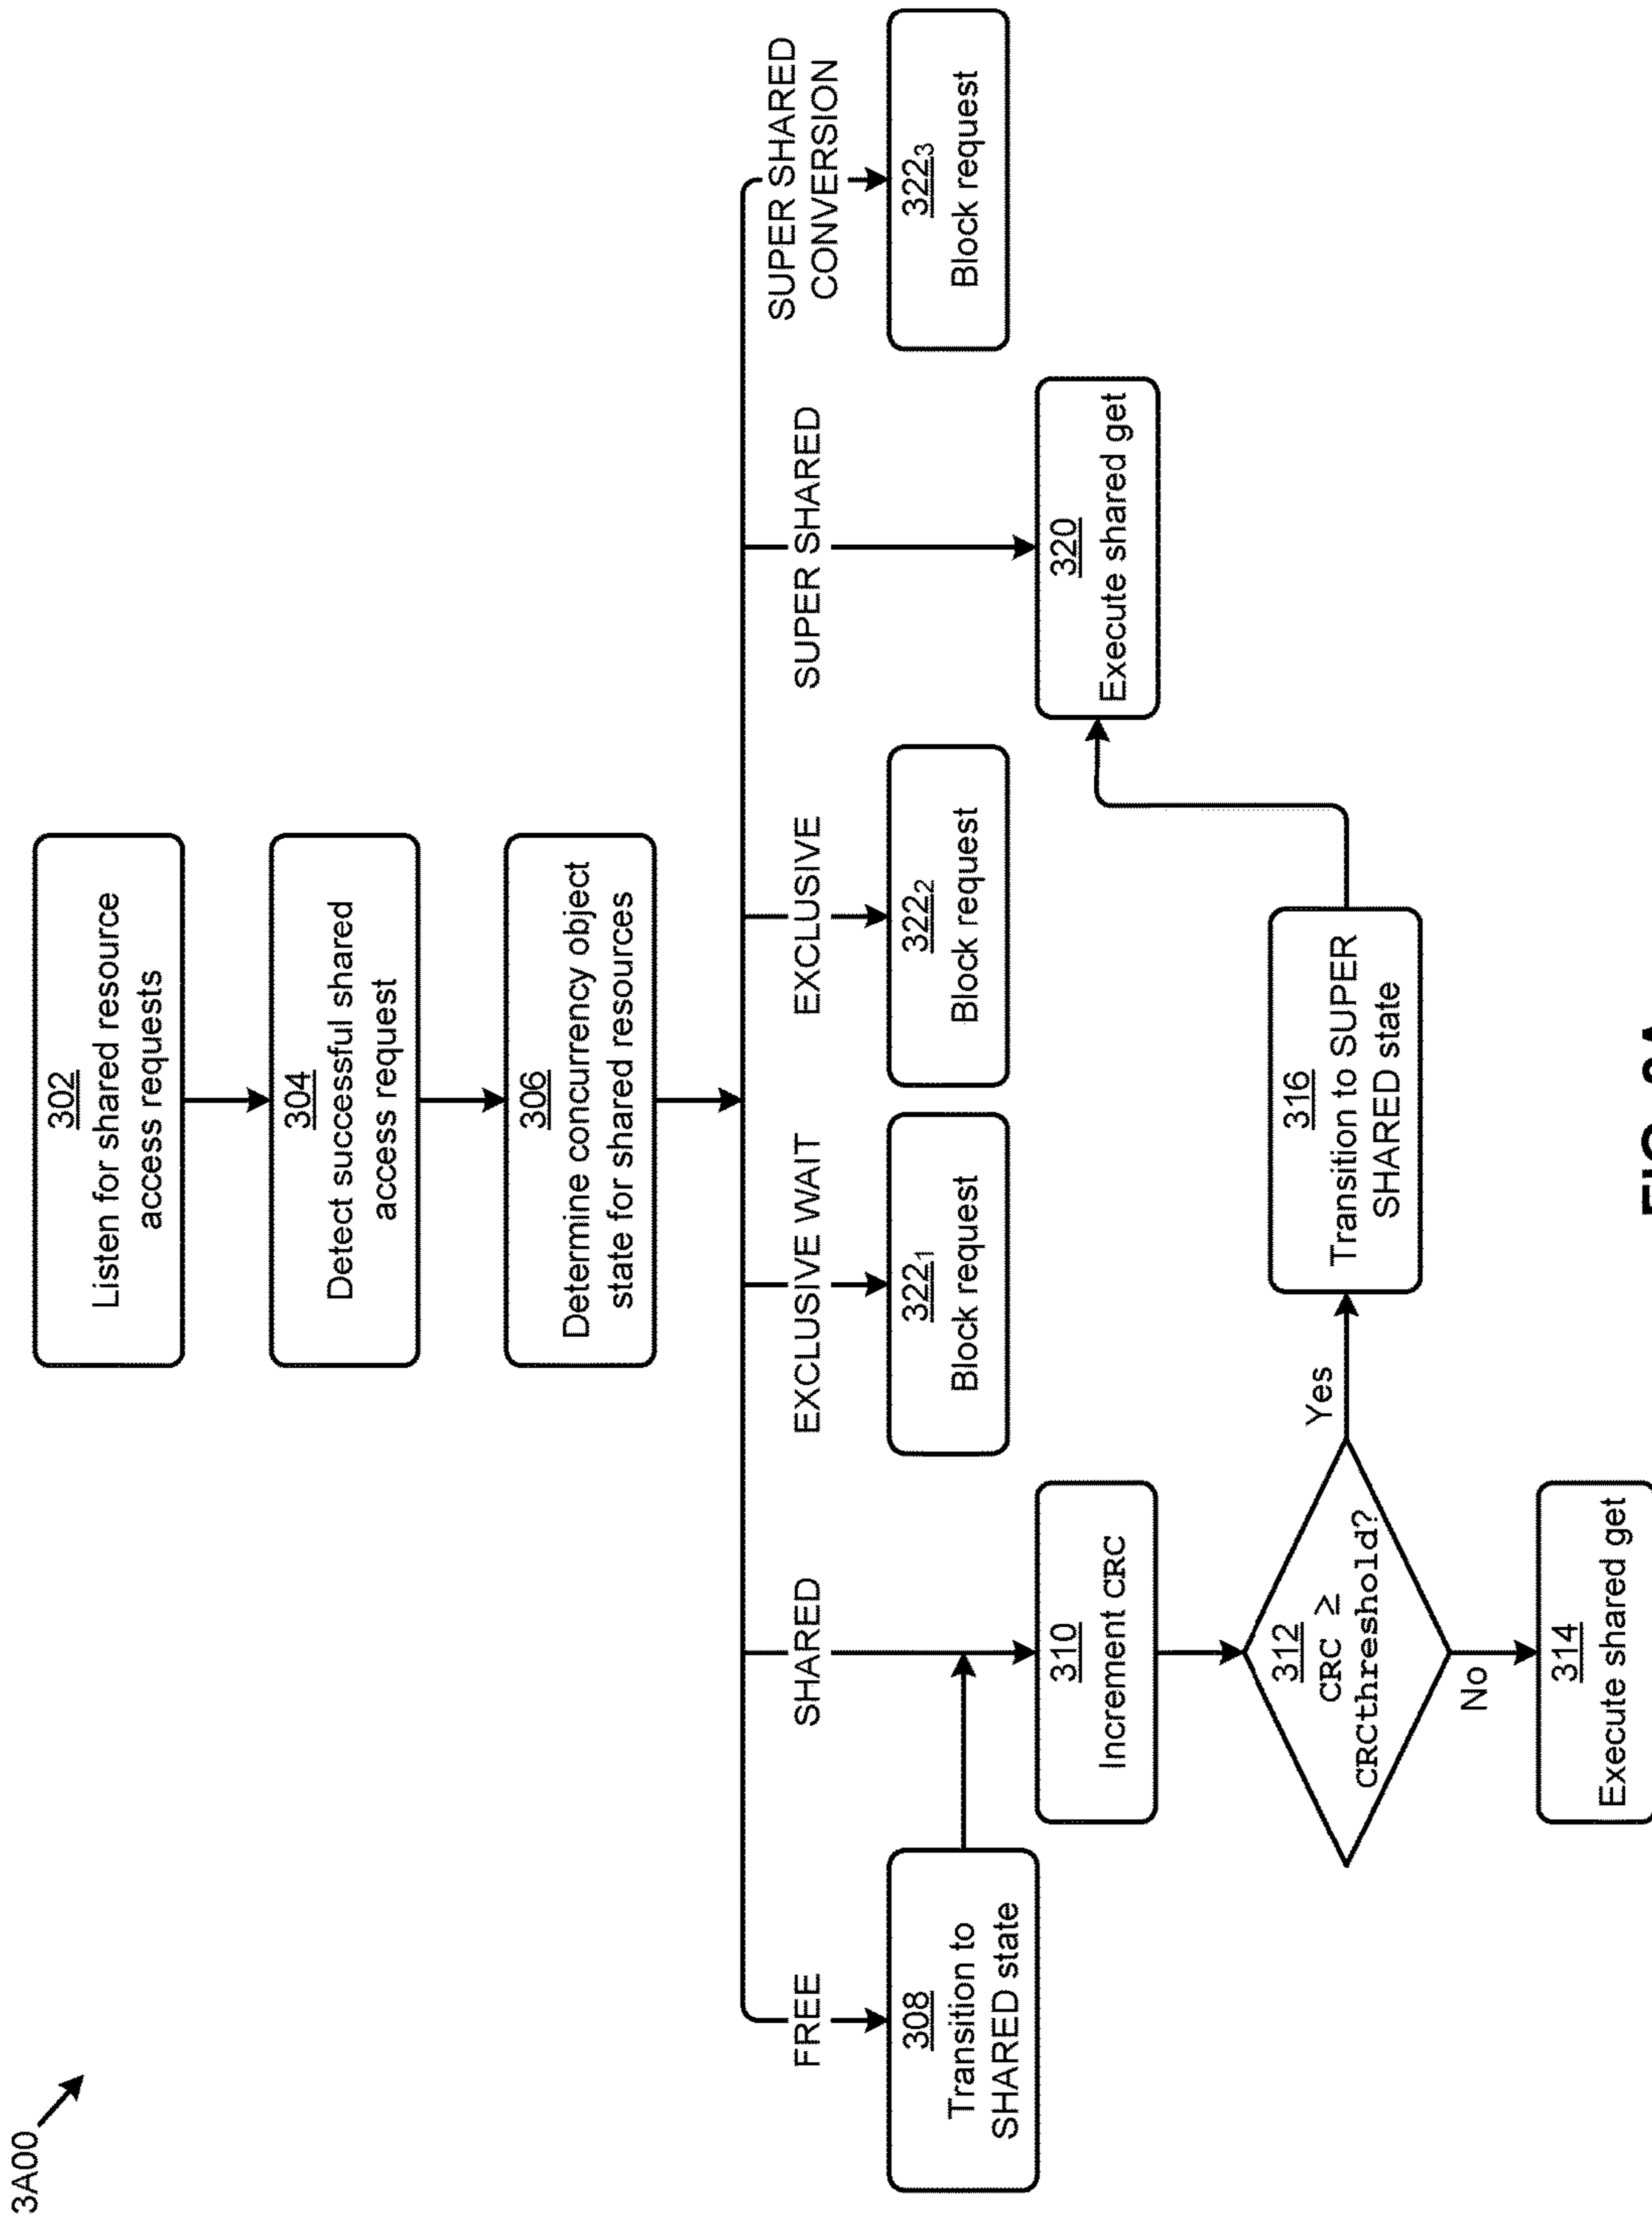 3A00
302
Listen for shared resource
access requests
304
Detect successful shared
access request
306
Determine concurrency object
state for shared resources
FREE
SHARED
EXCLUSIVE WAIT
EXCLUSIVE
SUPER SHARED
SUPER SHARED
CONVERSION
308
Transition to
SHARED state
322₁
Block request
322₂
Block request
322₃
Block request
310
Increment CRC
320
Execute shared get
312
CRC ≥
CRCthreshold?
Yes
No
316
Transition to SUPER
SHARED state
314
Execute shared get